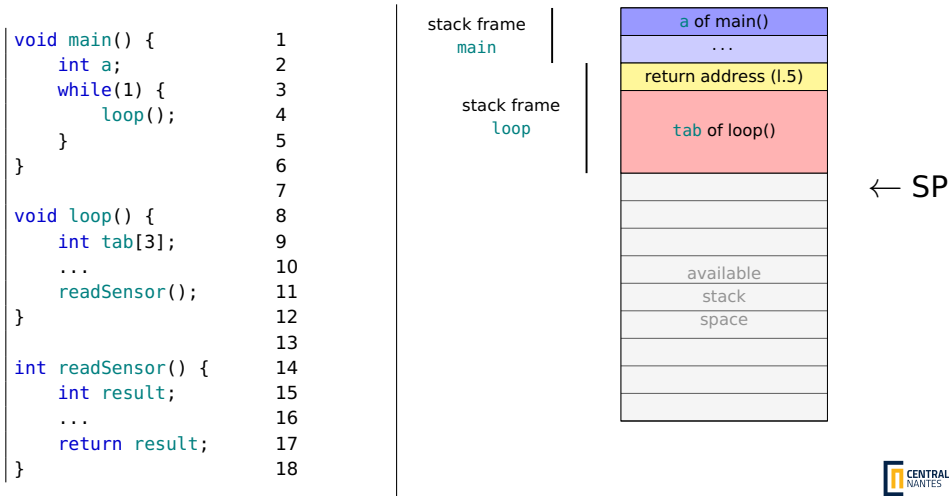 void main() { 1
int a; 2
while(1) { 3
loop(); 4
} 5
} 6
7
void loop() { 8
int tab[3]; 9
... 10
readSensor(); 11
} 12
13
int readSensor() { 14
int result; 15
... 16
return result; 17
} 18
stack frame
main
stack frame
loop
a of main()
...
return address (l.5)
tab of loop()
← SP
available
stack
space
CENTRALE
NANTES